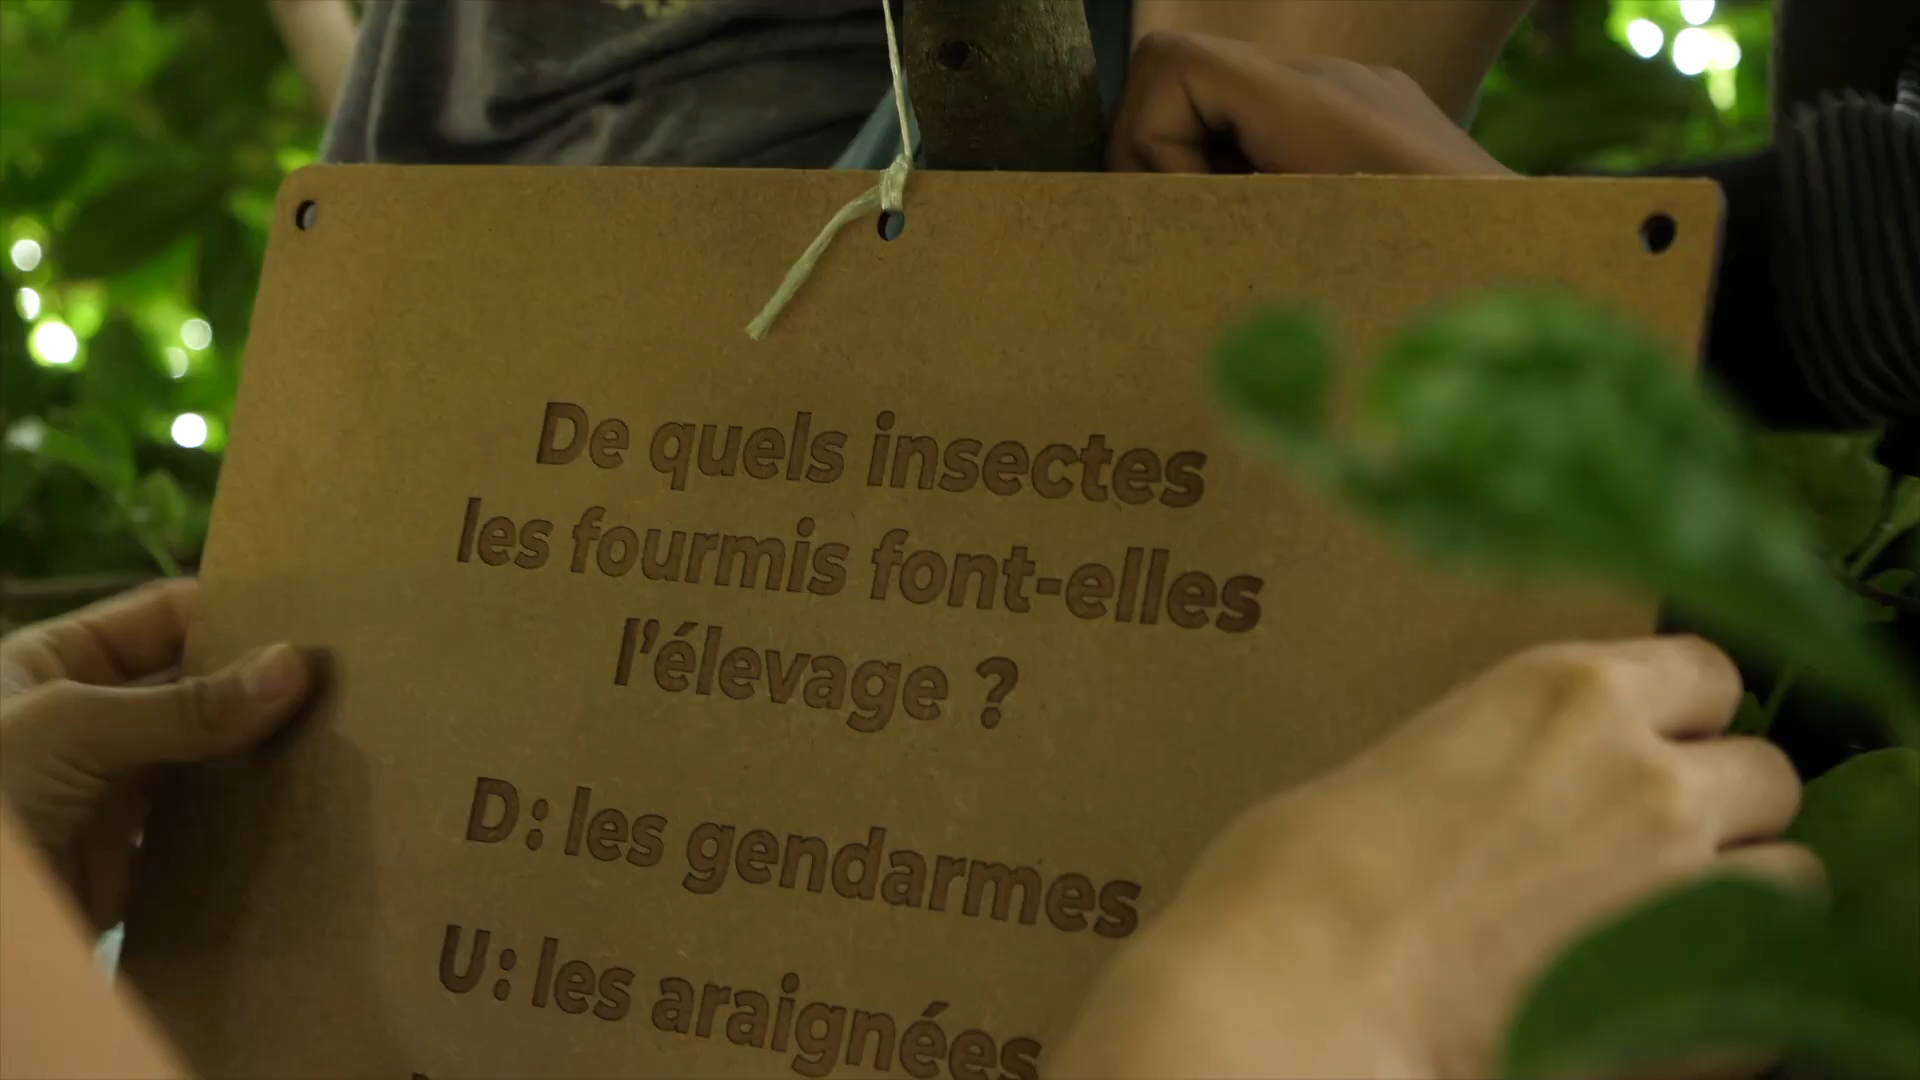 De quels insectes
les fourmis font-elles
l'élevage ?
D : les gendarmes
U : les araignées